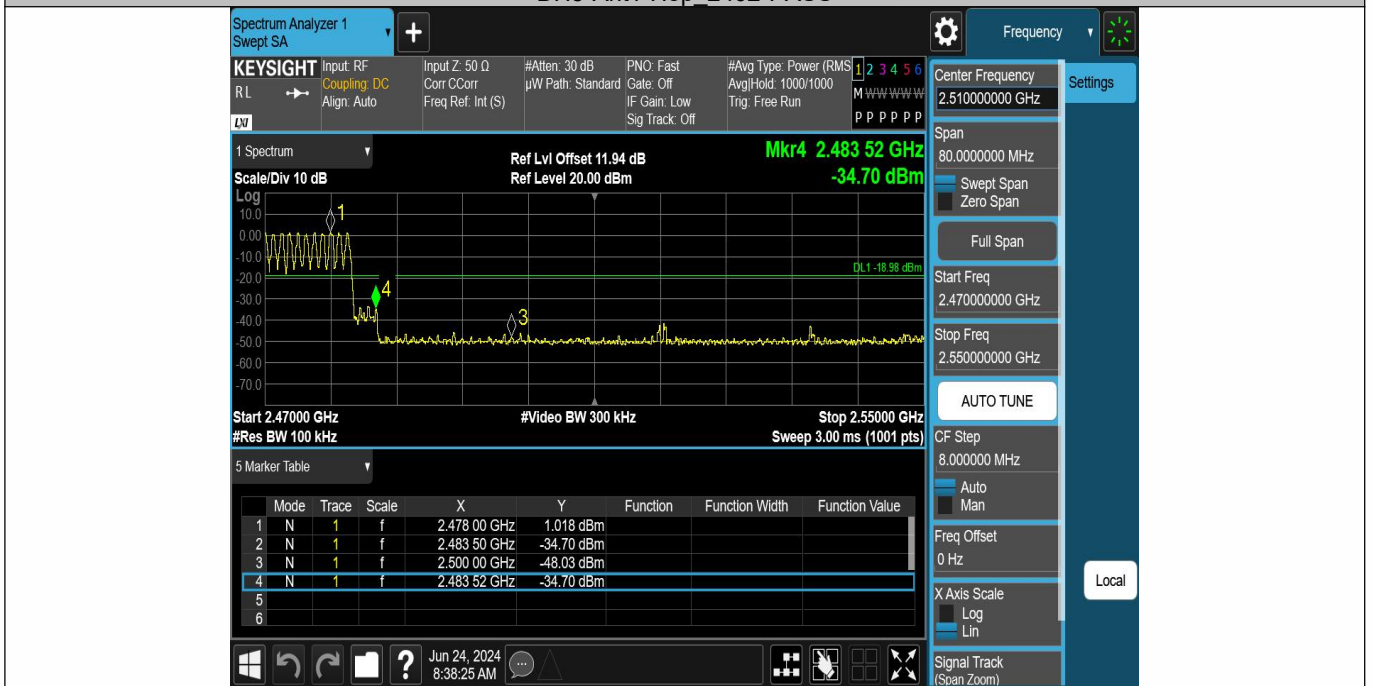 Spectrum Analyzer 1
Swept SA
+
Frequency
KEYSIGHT Input: RF Input Z: 50 Ω #Atten: 30 dB PNO: Fast #Avg Type: Power (RMS 1 2 3 4 5 6
RL Coupling: DC Corr CCorr µW Path: Standard Gate: Off Avg|Hold: 1000/1000 M W W W W W
Align: Auto Freq Ref: Int (S) IF Gain: Low Trig: Free Run
LXI Sig Track: Off P P P P P P
1 Spectrum
Scale/Div 10 dB
Ref Lvl Offset 11.94 dB
Ref Level 20.00 dBm
Mkr4 2.483 52 GHz
-34.70 dBm
Log
10.0
0.00
-10.0
-20.0
-30.0
-40.0
-50.0
-60.0
-70.0
1
4
3
DL1 -18.98 dBm
Start 2.47000 GHz #Video BW 300 kHz Stop 2.55000 GHz
#Res BW 100 kHz Sweep 3.00 ms (1001 pts)
5 Marker Table
Mode Trace Scale X Y Function Function Width Function Value
1 N 1 f 2.478 00 GHz 1.018 dBm
2 N 1 f 2.483 50 GHz -34.70 dBm
3 N 1 f 2.500 00 GHz -48.03 dBm
4 N 1 f 2.483 52 GHz -34.70 dBm
5
6
Jun 24, 2024
8:38:25 AM
?
Center Frequency
2.510000000 GHz
Settings
Span
80.0000000 MHz
Swept Span
Zero Span
Full Span
Start Freq
2.470000000 GHz
Stop Freq
2.550000000 GHz
AUTO TUNE
CF Step
8.000000 MHz
Auto
Man
Freq Offset
0 Hz
X Axis Scale
Log
Lin
Local
Signal Track
(Span Zoom)